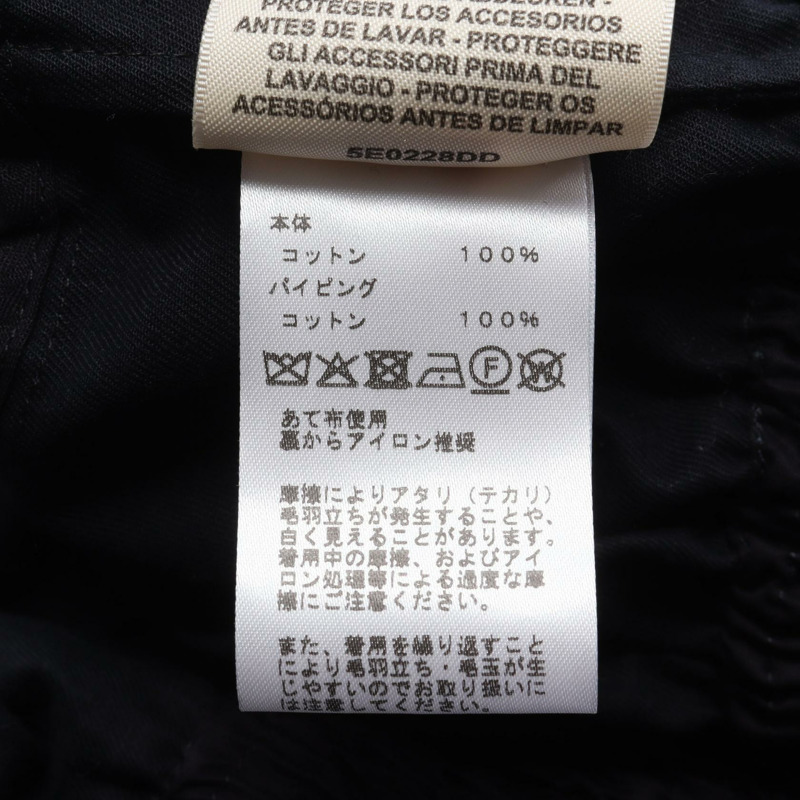 PROTEGER LOS ACCESORIOS
ANTES DE LAVAR - PROTEGGERE
GLI ACCESSORI PRIMA DEL
LAVAGGIO - PROTEGER OS
ACESSÓRIOS ANTES DE LIMPAR
5E0228DD
本体
コットン 100%
パイピング
コットン 100%
F W
あて布使用
裏からアイロン推奨
摩擦によりアタリ（テカリ）
毛羽立ちが発生することや、
白く見えることがあります。
着用中の摩擦、およびアイ
ロン処理等による過度な摩
擦にご注意ください。
また、着用を繰り返すこと
により毛羽立ち・毛玉が生
じやすいのでお取り扱いに
は注意してください。